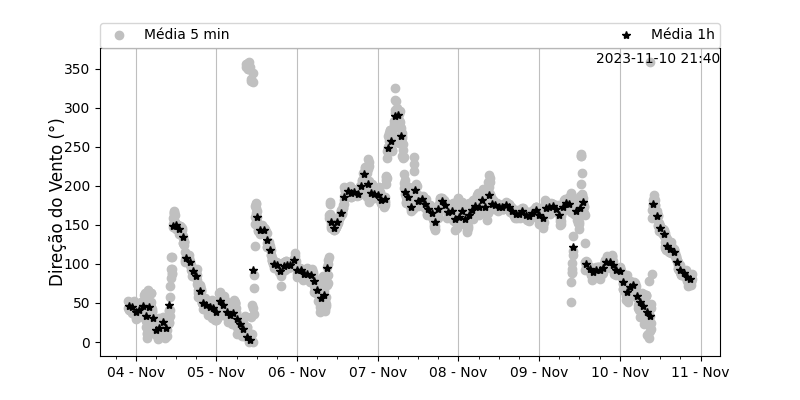 Média 5 min
Média 1h
2023-11-10 21:40
Direção do Vento (°)
350
300
250
200
150
100
50
0
04 - Nov
05 - Nov
06 - Nov
07 - Nov
08 - Nov
09 - Nov
10 - Nov
11 - Nov